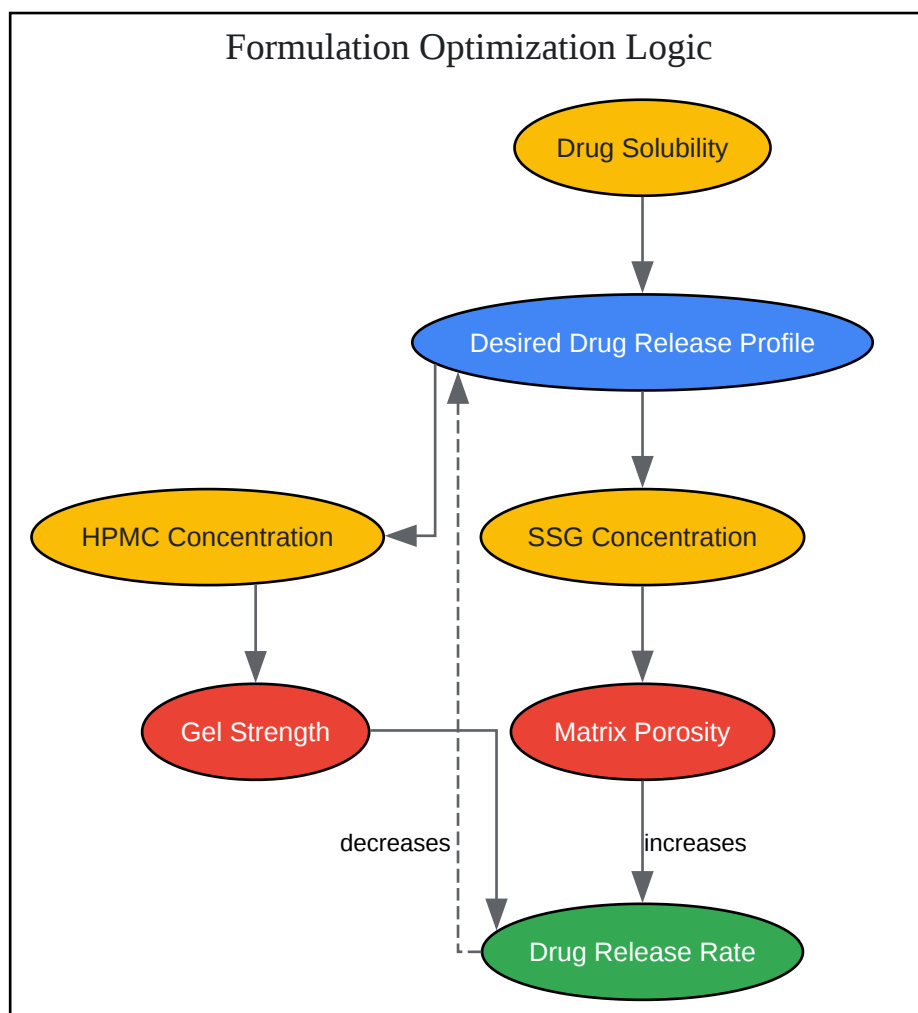 Formulation Optimization Logic
Drug Solubility
Desired Drug Release Profile
HPMC Concentration
SSG Concentration
Gel Strength
Matrix Porosity
decreases
increases
Drug Release Rate